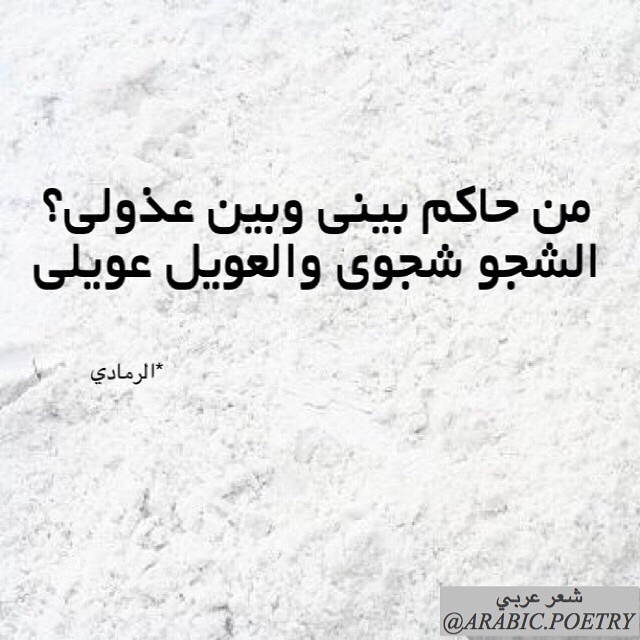 من حاكم بينى وبين عذولى؟
الشجو شجوى والعويل عويلى
*الرمادي
شعر عربي
@ARABIC.POETRY